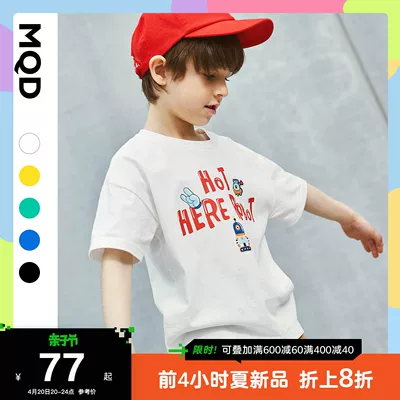 MQD
HOT
HERE ROBOT
亲子节
¥ 77 起
4月20日20-24点 参考价
限时! 可叠加满600减60满400减40
前4小时夏新品 折上8折